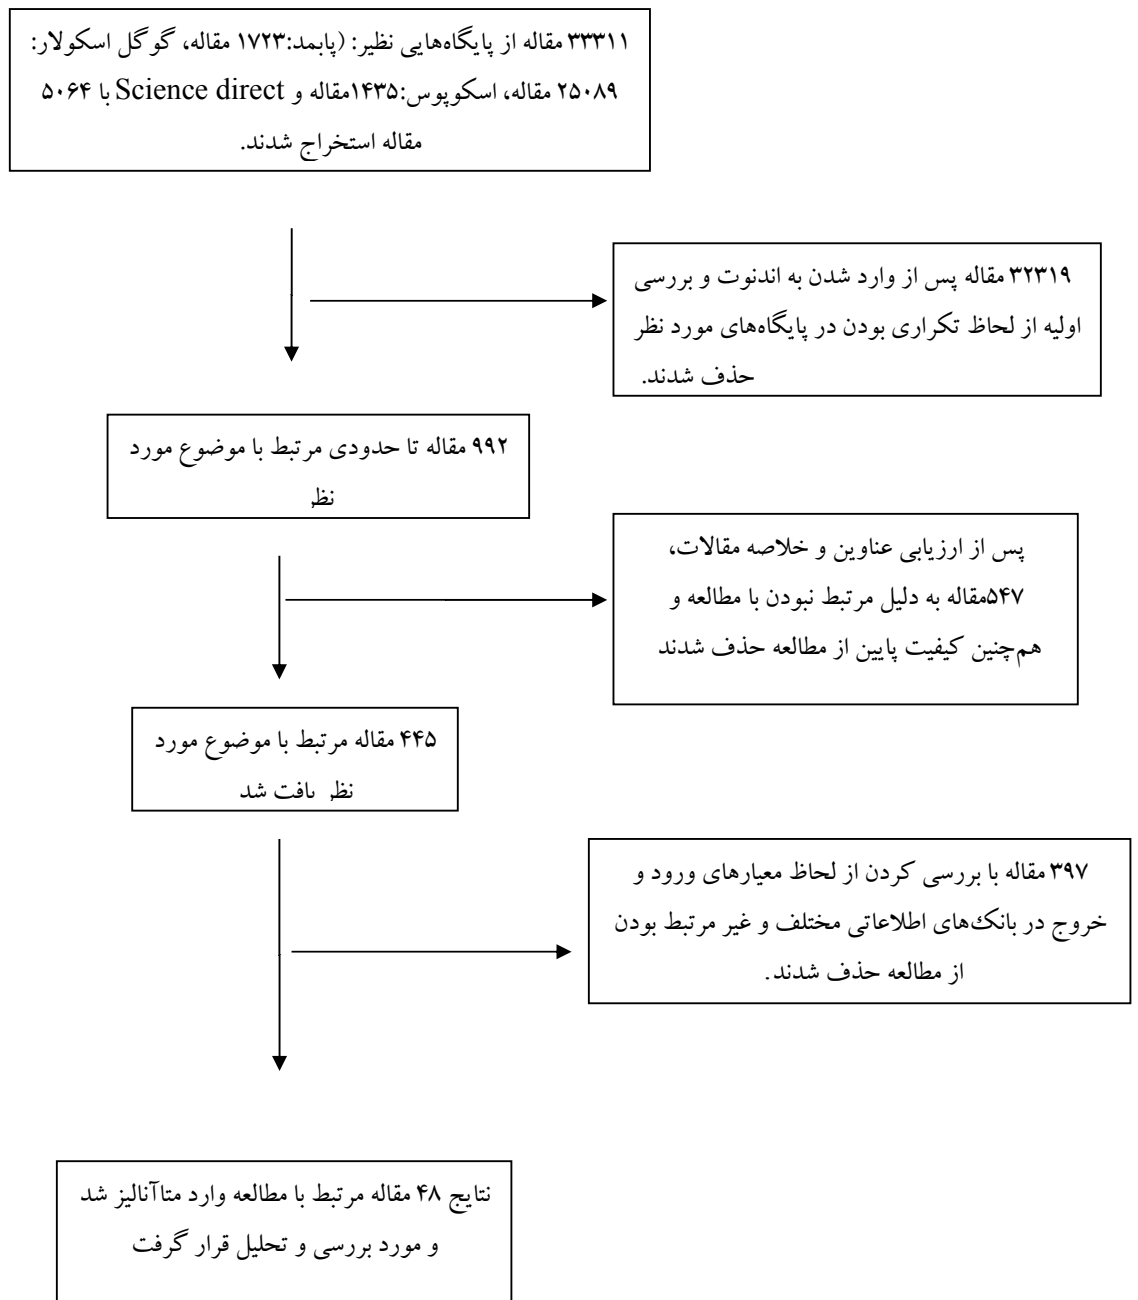 ۳۳۳۱۱ مقاله از پایگاه‌هایی نظیر: (پابمد:۱۷۲۳ مقاله، گوگل اسکولار:
۲۵۰۸۹ مقاله، اسکوپوس:۱۴۳۵مقاله و Science direct با ۵۰۶۴
مقاله استخراج شدند.
۳۲۳۱۹ مقاله پس از وارد شدن به اندنوت و بررسی
اولیه از لحاظ تکراری بودن در پایگاه‌های مورد نظر
حذف شدند.
۹۹۲ مقاله تا حدودی مرتبط با موضوع مورد
نظر
پس از ارزیابی عناوین و خلاصه مقالات،
۵۴۷مقاله به دلیل مرتبط نبودن با مطالعه و
هم‌چنین کیفیت پایین از مطالعه حذف شدند
۴۴۵ مقاله مرتبط با موضوع مورد
نظر یافت شد
۳۹۷ مقاله با بررسی کردن از لحاظ معیارهای ورود و
خروج در بانک‌های اطلاعاتی مختلف و غیر مرتبط بودن
از مطالعه حذف شدند.
نتایج ۴۸ مقاله مرتبط با مطالعه وارد متاآنالیز شد
و مورد بررسی و تحلیل قرار گرفت